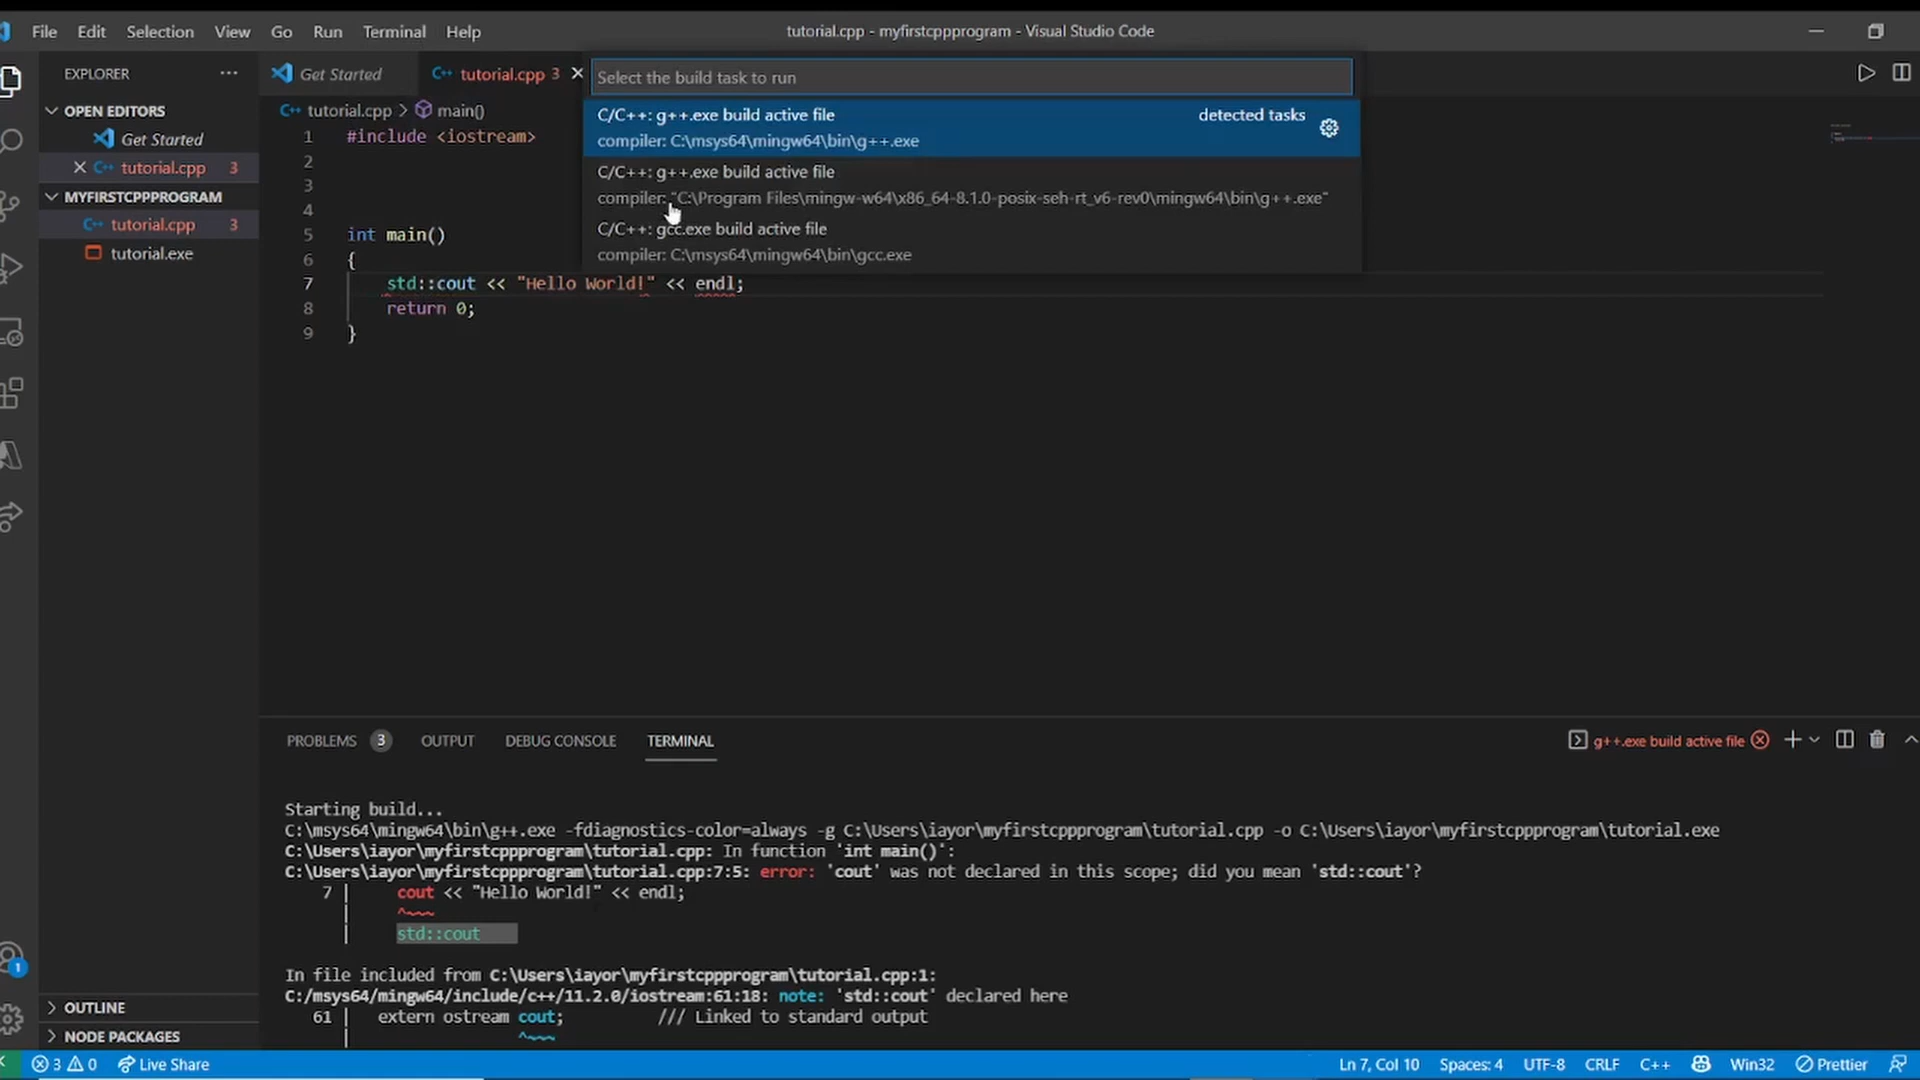 File Edit Selection View Go Run Terminal Help
tutorial.cpp - myfirstcppprogram - Visual Studio Code
EXPLORER ···
OPEN EDITORS
Get Started
tutorial.cpp 3
MYFIRSTCPPPROGRAM
tutorial.cpp 3
tutorial.exe
OUTLINE
NODE PACKAGES
Get Started
tutorial.cpp 3
Select the build task to run
C/C++: g++.exe build active file detected tasks
compiler: C:\msys64\mingw64\bin\g++.exe
C/C++: g++.exe build active file
compiler: "C:\Program Files\mingw-w64\x86_64-8.1.0-posix-seh-rt_v6-rev0\mingw64\bin\g++.exe"
C/C++: gcc.exe build active file
compiler: C:\msys64\mingw64\bin\gcc.exe
tutorial.cpp > main()
1 #include <iostream>
2
3
4
5 int main()
6 {
7 std::cout << "Hello World!" << endl;
8 return 0;
9 }
PROBLEMS 3 OUTPUT DEBUG CONSOLE TERMINAL
g++.exe build active file
Starting build...
C:\msys64\mingw64\bin\g++.exe -fdiagnostics-color=always -g C:\Users\iayor\myfirstcppprogram\tutorial.cpp -o C:\Users\iayor\myfirstcppprogram\tutorial.exe
C:\Users\iayor\myfirstcppprogram\tutorial.cpp: In function 'int main()':
C:\Users\iayor\myfirstcppprogram\tutorial.cpp:7:5: error: 'cout' was not declared in this scope; did you mean 'std::cout'?
7 | cout << "Hello World!" << endl;
| ^~~~
| std::cout
In file included from C:\Users\iayor\myfirstcppprogram\tutorial.cpp:1:
C:/msys64/mingw64/include/c++/11.2.0/iostream:61:18: note: 'std::cout' declared here
61 | extern ostream cout; /// Linked to standard output
| ^~~~
1
3 0 Live Share
Ln 7, Col 10 Spaces: 4 UTF-8 CRLF C++ Win32 Prettier